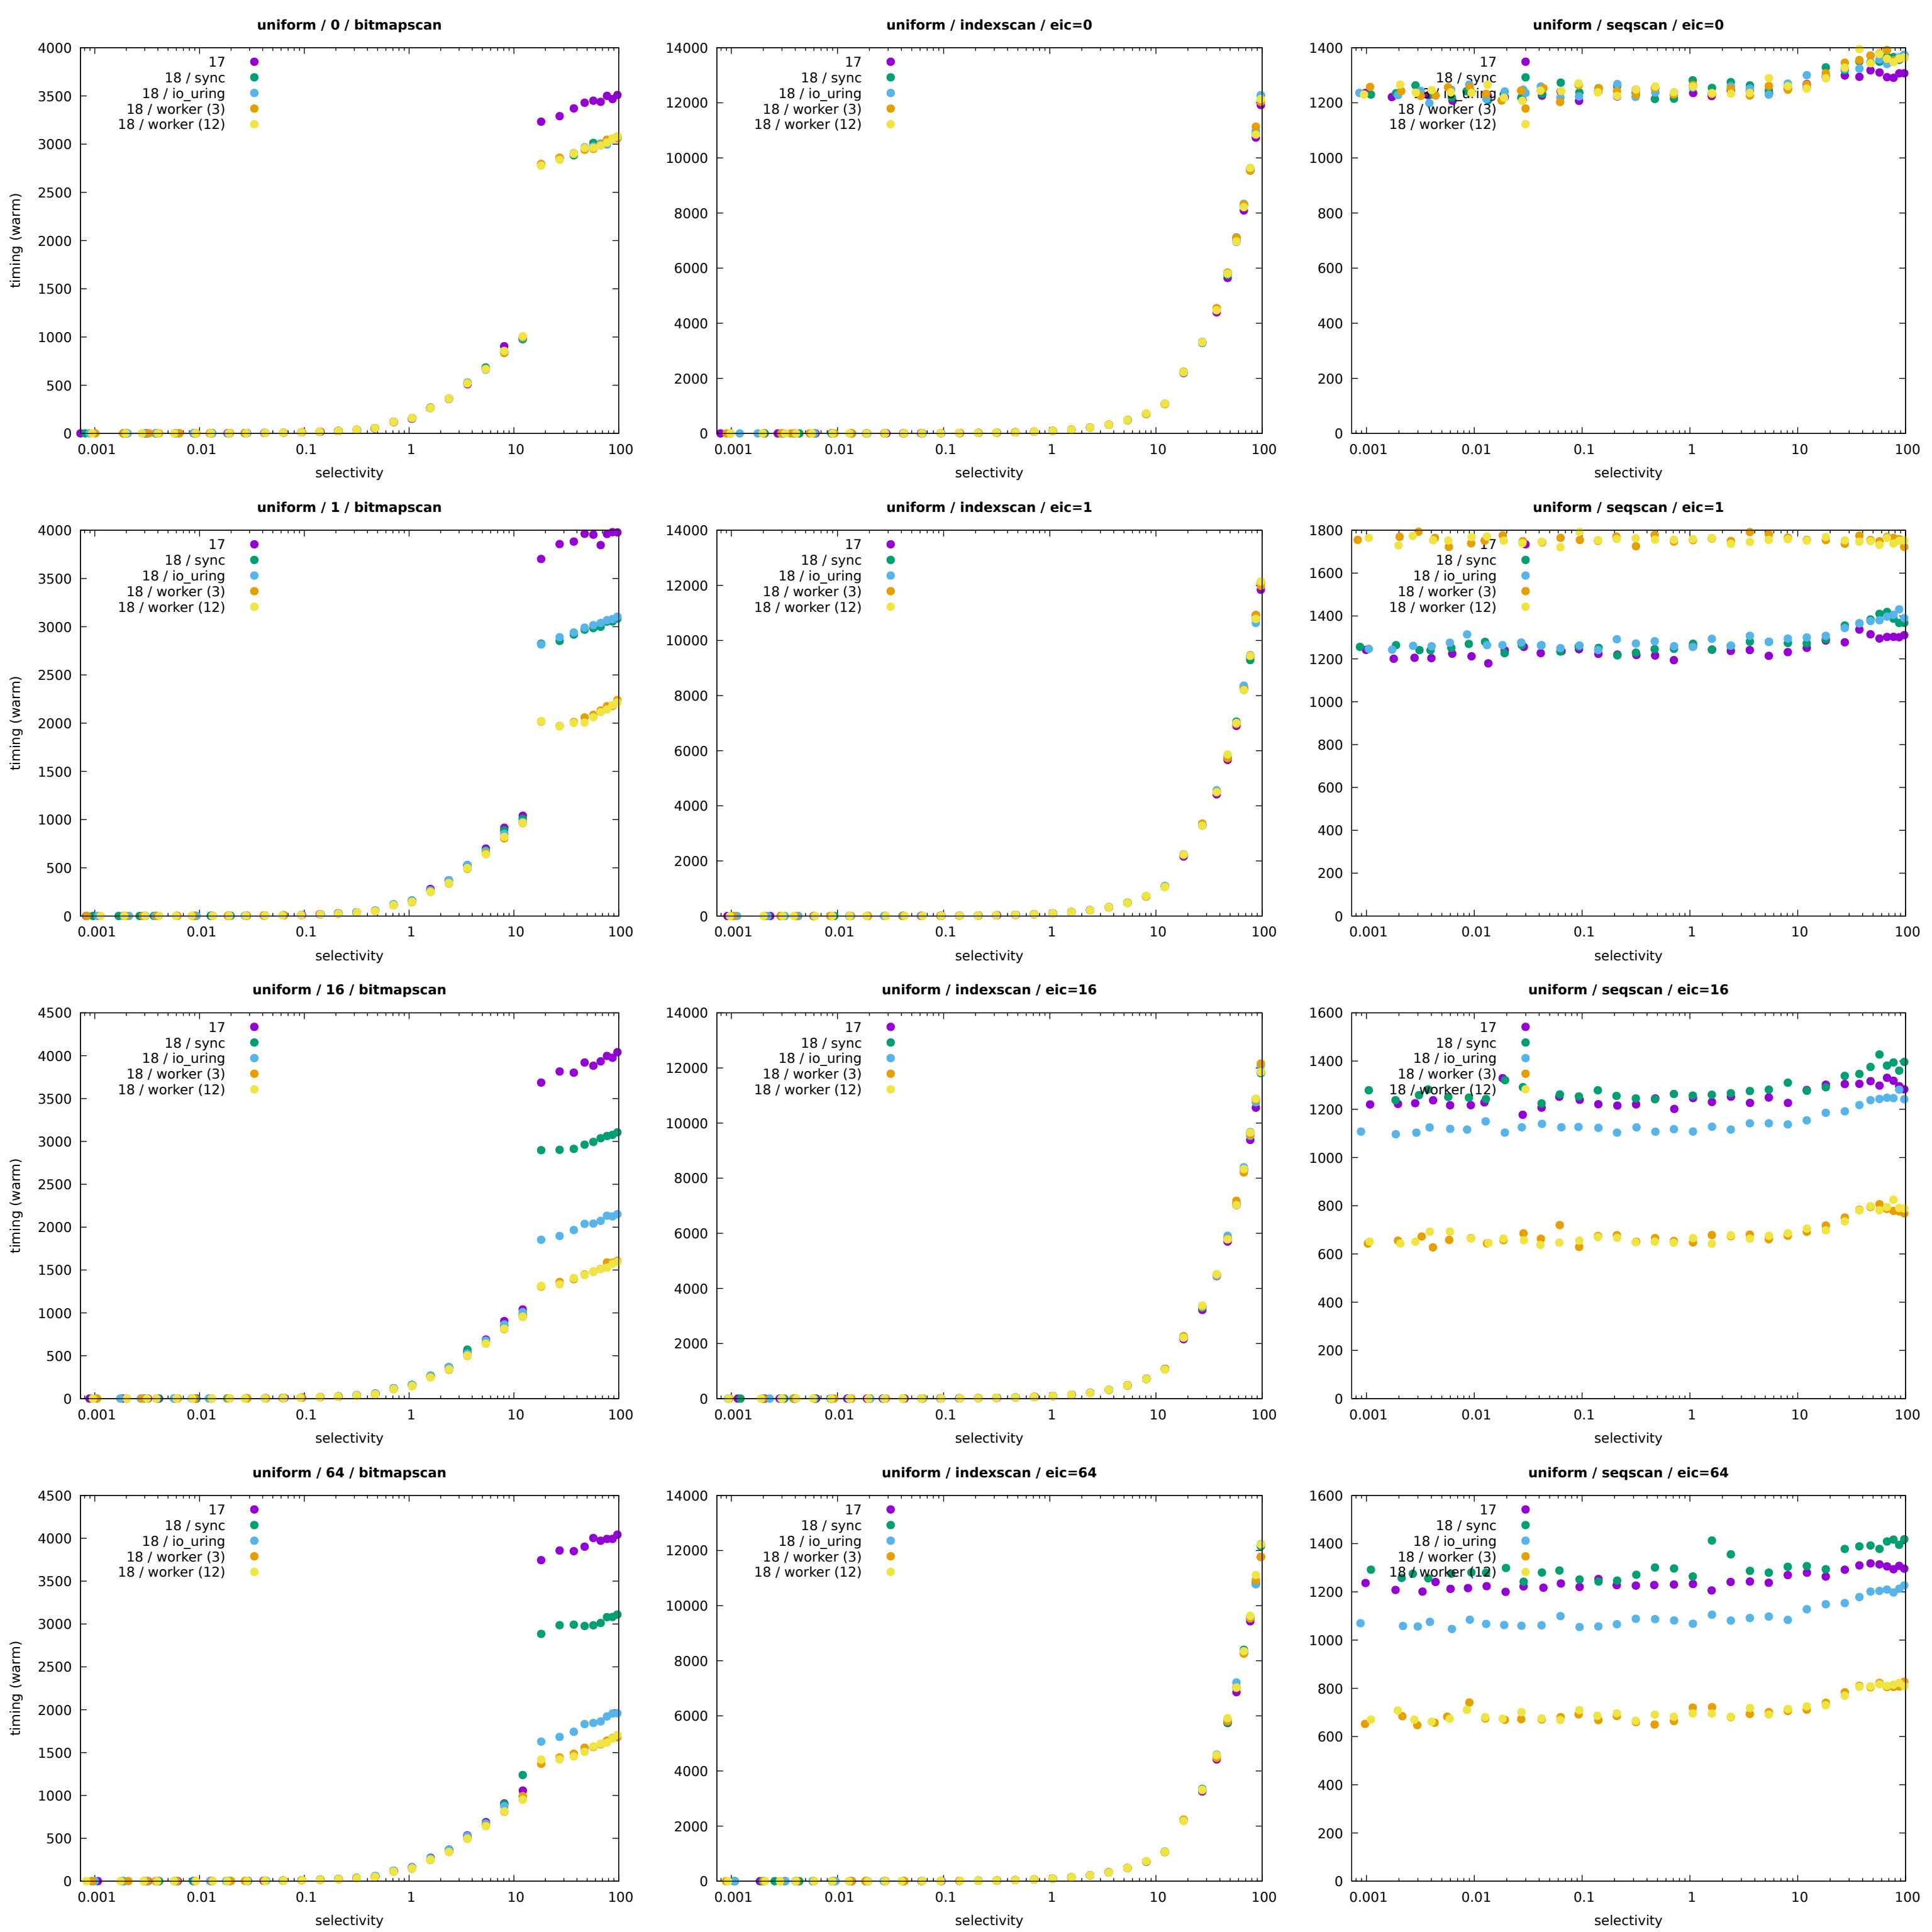 uniform / 0 / bitmapscan
timing (warm)
4000
3500
3000
2500
2000
1500
1000
500
0
17
18 / sync
18 / io_uring
18 / worker (3)
18 / worker (12)
0.001 0.01 0.1 1 10 100
selectivity
uniform / indexscan / eic=0
14000
12000
10000
8000
6000
4000
2000
0
17
18 / sync
18 / io_uring
18 / worker (3)
18 / worker (12)
0.001 0.01 0.1 1 10 100
selectivity
uniform / seqscan / eic=0
1400
1200
1000
800
600
400
200
0
17
18 / sync
18 / io_uring
18 / worker (3)
18 / worker (12)
0.001 0.01 0.1 1 10 100
selectivity
uniform / 1 / bitmapscan
timing (warm)
4000
3500
3000
2500
2000
1500
1000
500
0
17
18 / sync
18 / io_uring
18 / worker (3)
18 / worker (12)
0.001 0.01 0.1 1 10 100
selectivity
uniform / indexscan / eic=1
14000
12000
10000
8000
6000
4000
2000
0
17
18 / sync
18 / io_uring
18 / worker (3)
18 / worker (12)
0.001 0.01 0.1 1 10 100
selectivity
uniform / seqscan / eic=1
1800
1600
1400
1200
1000
800
600
400
200
0
17
18 / sync
18 / io_uring
18 / worker (3)
18 / worker (12)
0.001 0.01 0.1 1 10 100
selectivity
uniform / 16 / bitmapscan
timing (warm)
4500
4000
3500
3000
2500
2000
1500
1000
500
0
17
18 / sync
18 / io_uring
18 / worker (3)
18 / worker (12)
0.001 0.01 0.1 1 10 100
selectivity
uniform / indexscan / eic=16
14000
12000
10000
8000
6000
4000
2000
0
17
18 / sync
18 / io_uring
18 / worker (3)
18 / worker (12)
0.001 0.01 0.1 1 10 100
selectivity
uniform / seqscan / eic=16
1600
1400
1200
1000
800
600
400
200
0
17
18 / sync
18 / io_uring
18 / worker (3)
18 / worker (12)
0.001 0.01 0.1 1 10 100
selectivity
uniform / 64 / bitmapscan
timing (warm)
4500
4000
3500
3000
2500
2000
1500
1000
500
0
17
18 / sync
18 / io_uring
18 / worker (3)
18 / worker (12)
0.001 0.01 0.1 1 10 100
selectivity
uniform / indexscan / eic=64
14000
12000
10000
8000
6000
4000
2000
0
17
18 / sync
18 / io_uring
18 / worker (3)
18 / worker (12)
0.001 0.01 0.1 1 10 100
selectivity
uniform / seqscan / eic=64
1600
1400
1200
1000
800
600
400
200
0
17
18 / sync
18 / io_uring
18 / worker (3)
18 / worker (12)
0.001 0.01 0.1 1 10 100
selectivity